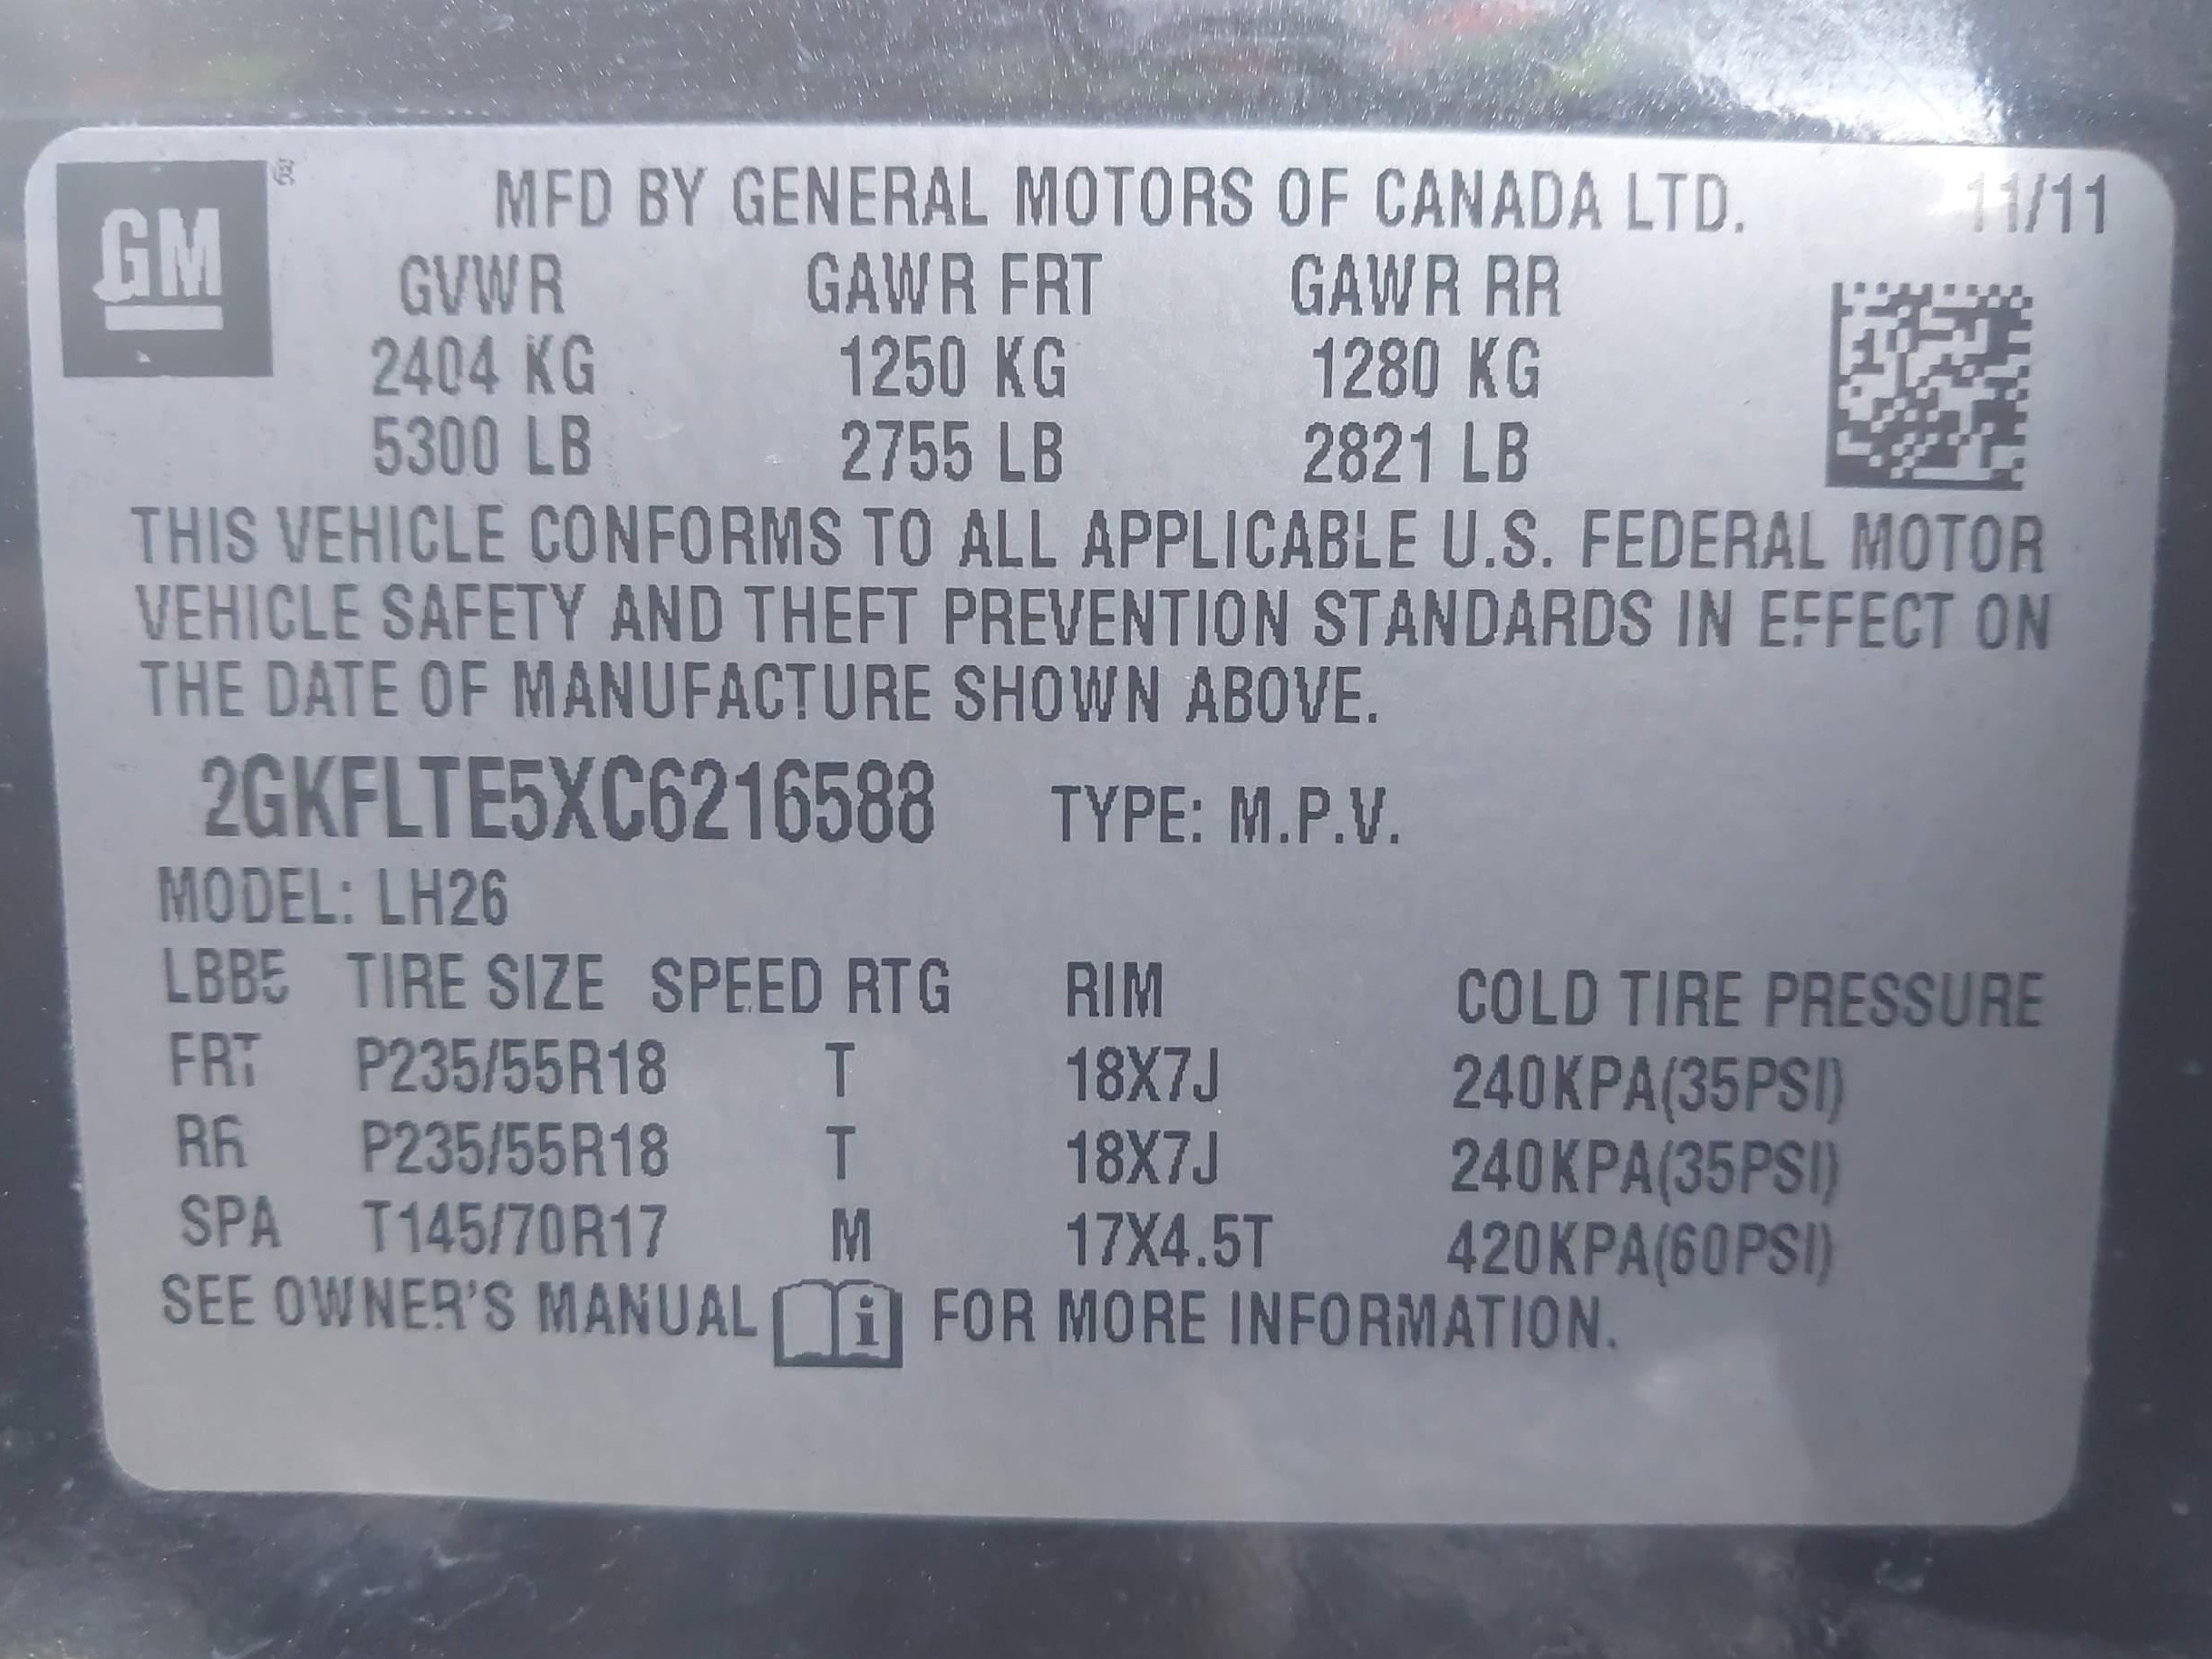 GM ® MFD BY GENERAL MOTORS OF CANADA LTD. 11/11
GVWR GAWR FRT GAWR RR
2404 KG 1250 KG 1280 KG
5300 LB 2755 LB 2821 LB
THIS VEHICLE CONFORMS TO ALL APPLICABLE U.S. FEDERAL MOTOR
VEHICLE SAFETY AND THEFT PREVENTION STANDARDS IN EFFECT ON
THE DATE OF MANUFACTURE SHOWN ABOVE.
2GKFLTE5XC6216588 TYPE: M.P.V.
MODEL: LH26
LBB5 TIRE SIZE SPEED RTG RIM COLD TIRE PRESSURE
FRT P235/55R18 T 18X7J 240KPA(35PSI)
RR P235/55R18 T 18X7J 240KPA(35PSI)
SPA T145/70R17 M 17X4.5T 420KPA(60PSI)
SEE OWNER'S MANUAL i FOR MORE INFORMATION.